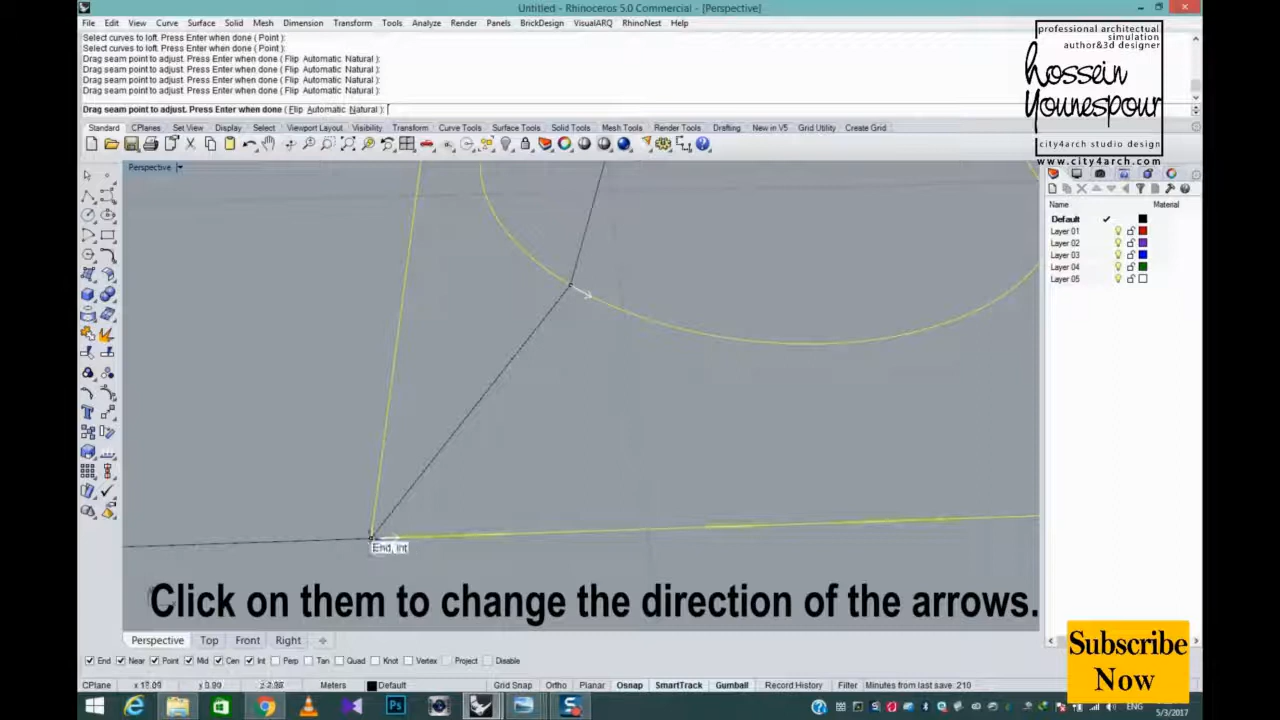 Untitled - Rhinoceros 5.0 Commercial - [Perspective]
File Edit View Curve Surface Solid Mesh Dimension Transform Tools Analyze Render Panels BrickDesign VisualARQ RhinoNest Help
Select curves to loft. Press Enter when done ( Point ):
Select curves to loft. Press Enter when done ( Point ):
Drag seam point to adjust. Press Enter when done ( Flip Automatic Natural ):
Drag seam point to adjust. Press Enter when done ( Flip Automatic Natural ):
Drag seam point to adjust. Press Enter when done ( Flip Automatic Natural ):
Drag seam point to adjust. Press Enter when done ( Flip Automatic Natural ):
Drag seam point to adjust. Press Enter when done ( Flip Automatic Natural ):
professional architectural
simulation
author&3d designer
hossein
Younespour
city4arch studio design
www.city4arch.com
Standard CPlanes Set View Display Select Viewport Layout Visibility Transform Curve Tools Surface Tools Solid Tools Mesh Tools Render Tools Drafting New in V5 Grid Utility Create Grid
Perspective
Name Material
Default
Layer 01
Layer 02
Layer 03
Layer 04
Layer 05
End, Int
Click on them to change the direction of the arrows.
Subscribe
Now
Perspective Top Front Right
End Near Point Mid Cen Int Perp Tan Quad Knot Vertex Project Disable
CPlane Meters Default Grid Snap Ortho Planar Osnap SmartTrack Gumball Record History Filter Minutes from last save: 210
Ps
ENG
5/3/2017